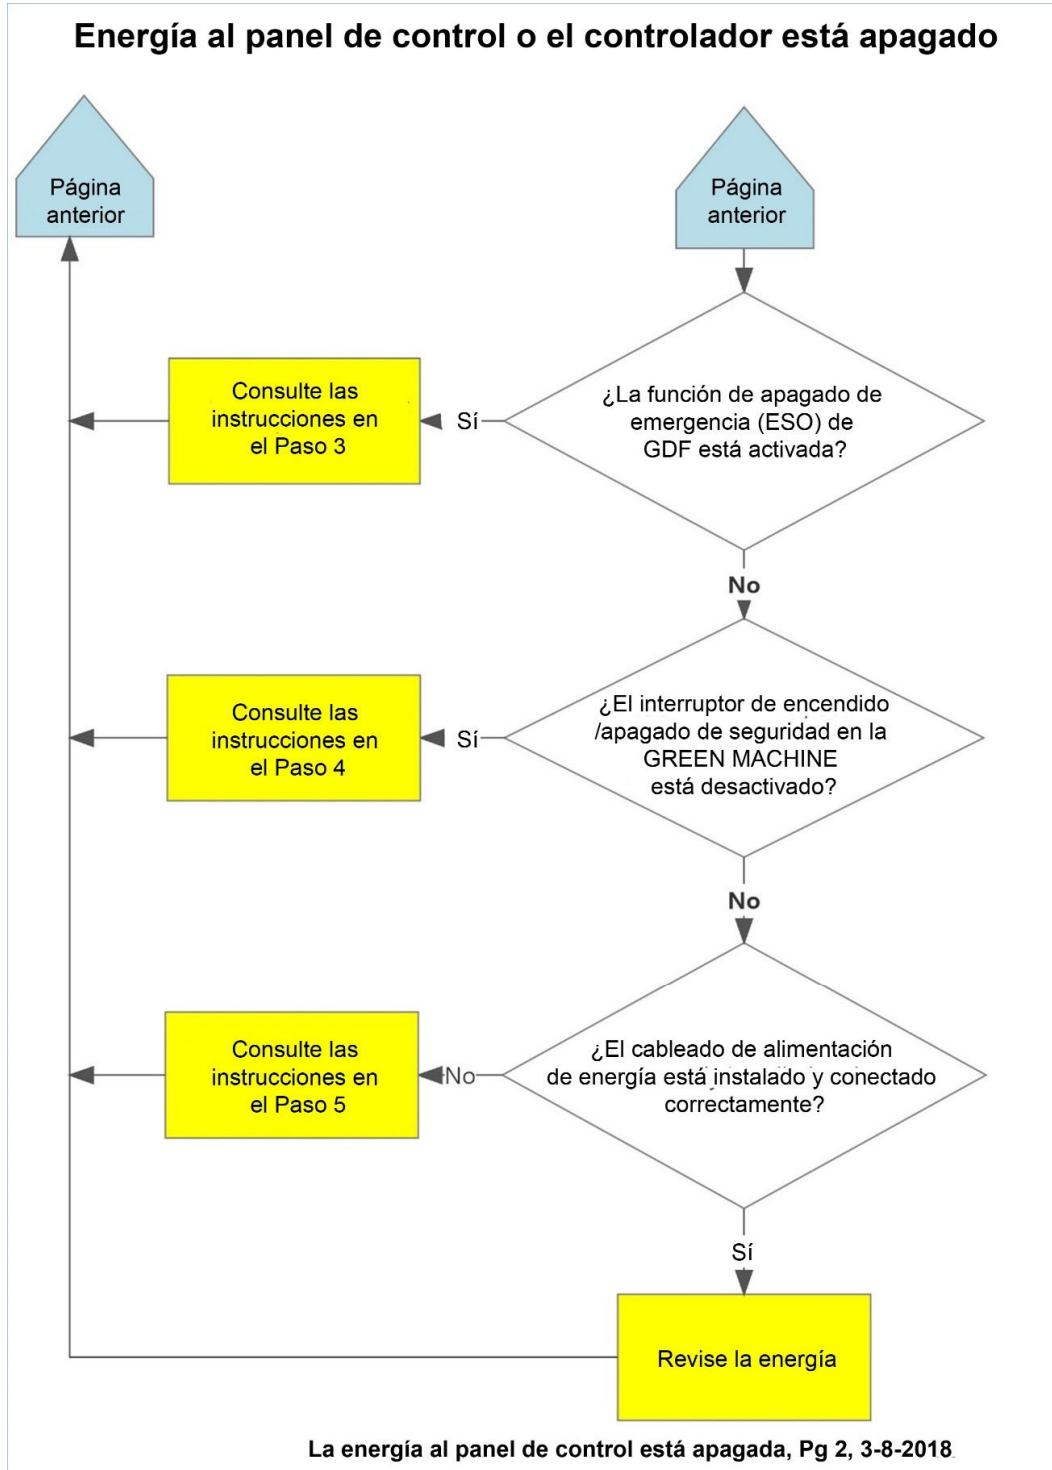 Energía al panel de control o el controlador está apagado
Página
anterior
Página
anterior
¿La función de apagado de
emergencia (ESO) de
GDF está activada?
Sí
Consulte las
instrucciones en
el Paso 3
No
¿El interruptor de encendido
/apagado de seguridad en la
GREEN MACHINE
está desactivado?
Sí
Consulte las
instrucciones en
el Paso 4
No
¿El cableado de alimentación
de energía está instalado y conectado
correctamente?
No
Consulte las
instrucciones en
el Paso 5
Sí
Revise la energía
La energía al panel de control está apagada, Pg 2, 3-8-2018